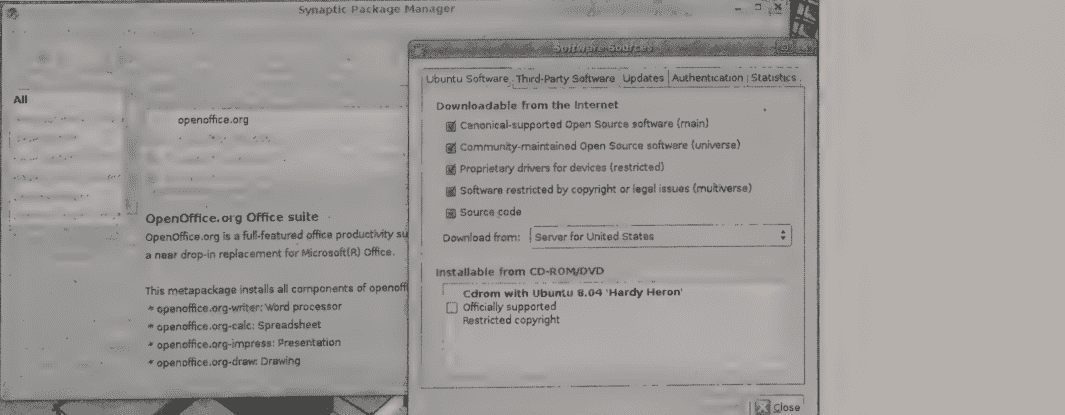 Synaptic Package Manager
All
openoffice.org
OpenOffice.org Office suite
OpenOffice.org is a full-featured office productivity su
a near drop-in replacement for Microsoft(R) Office.
This metapackage installs all components of openoff
* openoffice.org-writer: Word processor
* openoffice.org-calc: Spreadsheet
* openoffice.org-impress: Presentation
* openoffice.org-draw: Drawing
Software Sources
Ubuntu Software Third-Party Software Updates Authentication Statistics
Downloadable from the Internet
Canonical-supported Open Source software (main)
Community-maintained Open Source software (universe)
Proprietary drivers for devices (restricted)
Software restricted by copyright or legal issues (multiverse)
Source code
Download from: Server for United States
Installable from CD-ROM/DVD
Cdrom with Ubuntu 8.04 'Hardy Heron'
Officially supported
Restricted copyright
Close